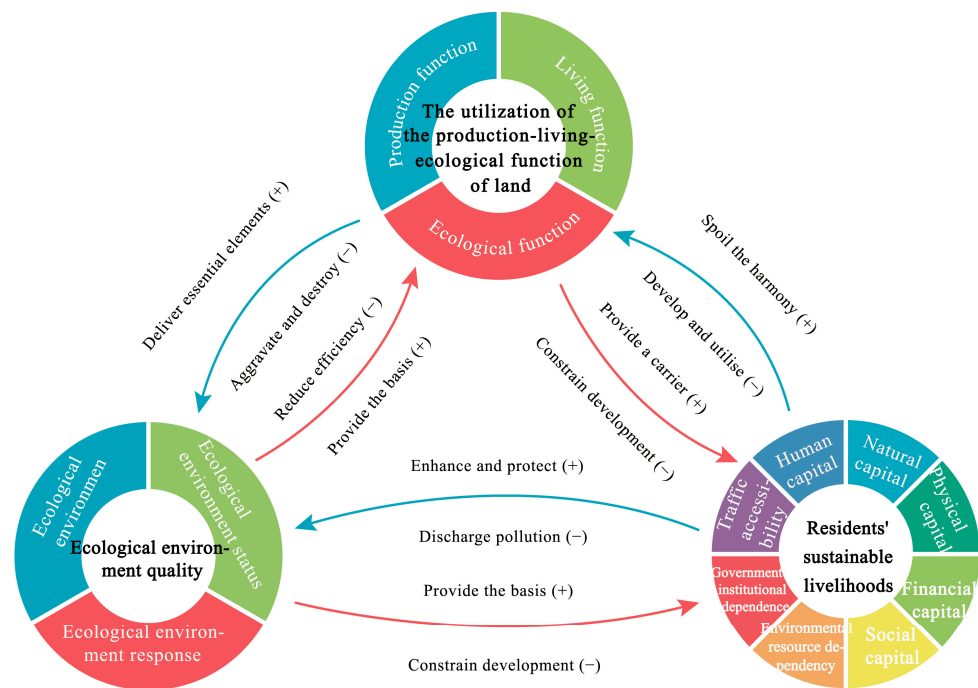 Production function
Living function
The utilization of
the production-living-
ecological function
of land
Ecological function
Deliver essential elements (+)
Aggravate and destroy (−)
Reduce efficiency (−)
Provide the basis (+)
Spoil the harmony (+)
Develop and utilise (−)
Provide a carrier (+)
Constrain development (−)
Enhance and protect (+)
Discharge pollution (−)
Provide the basis (+)
Constrain development (−)
Ecological
environmen
Ecological
environment status
Ecological environ-
ment quality
Ecological environ-
ment response
Human
capital
Natural
capital
Physical
capital
Financial
capital
Social
capital
Environmental
resource de-
pendency
Government
institutional
dependence
Traffic
accessi-
bility
Residents'
sustainable
livelihoods